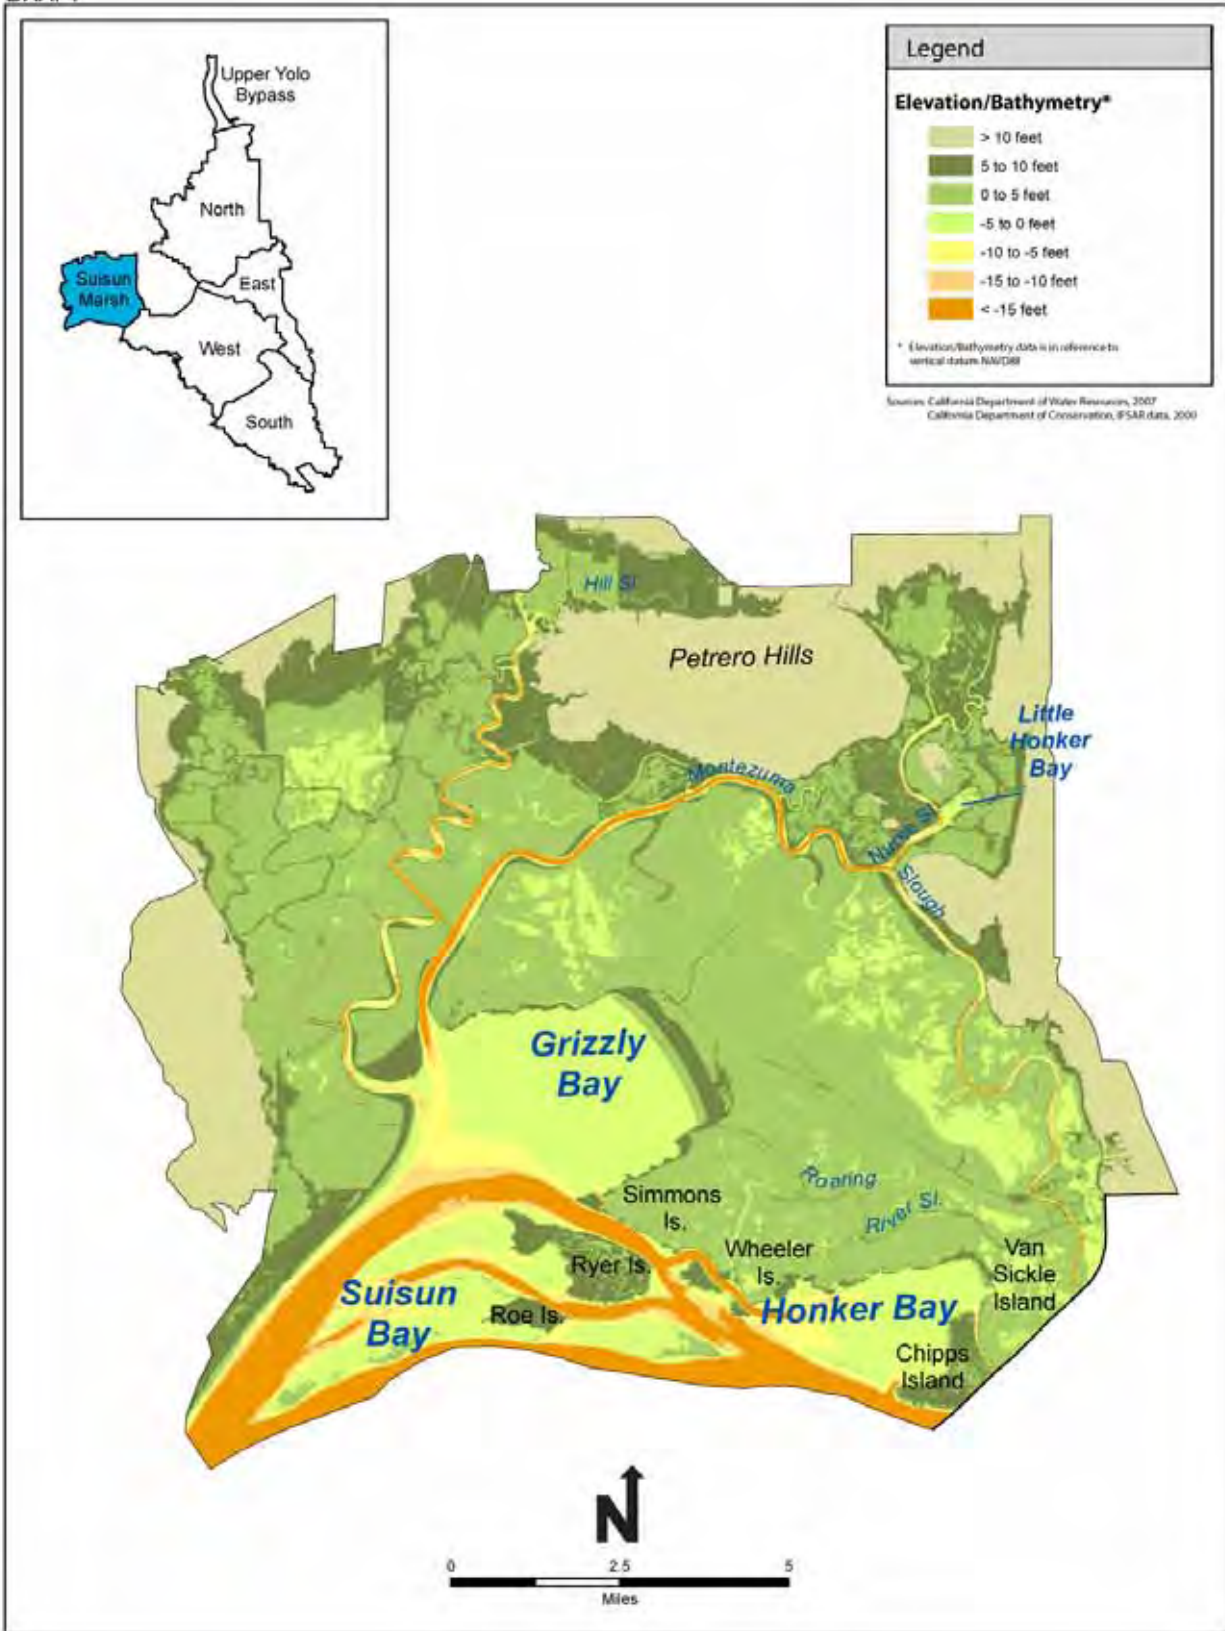 Upper Yolo
Bypass
North
Suisun
Marsh
East
West
South
Legend
Elevation/Bathymetry*
> 10 feet
5 to 10 feet
0 to 5 feet
-5 to 0 feet
-10 to -5 feet
-15 to -10 feet
< -15 feet
* Elevation/Bathymetry data is in reference to
vertical datum NAVD88
Sources: California Department of Water Resources, 2007
California Department of Conservation, IFSAR data, 2000
Hill Sl
Petrero Hills
Little
Honker
Bay
Montezuma
Nurse Sl.
Slough
Grizzly
Bay
Roaring
River Sl.
Simmons
Is.
Wheeler
Is.
Van
Sickle
Island
Ryer Is.
Suisun
Bay
Roe Is.
Honker Bay
Chipps
Island
N
0 2.5 5
Miles